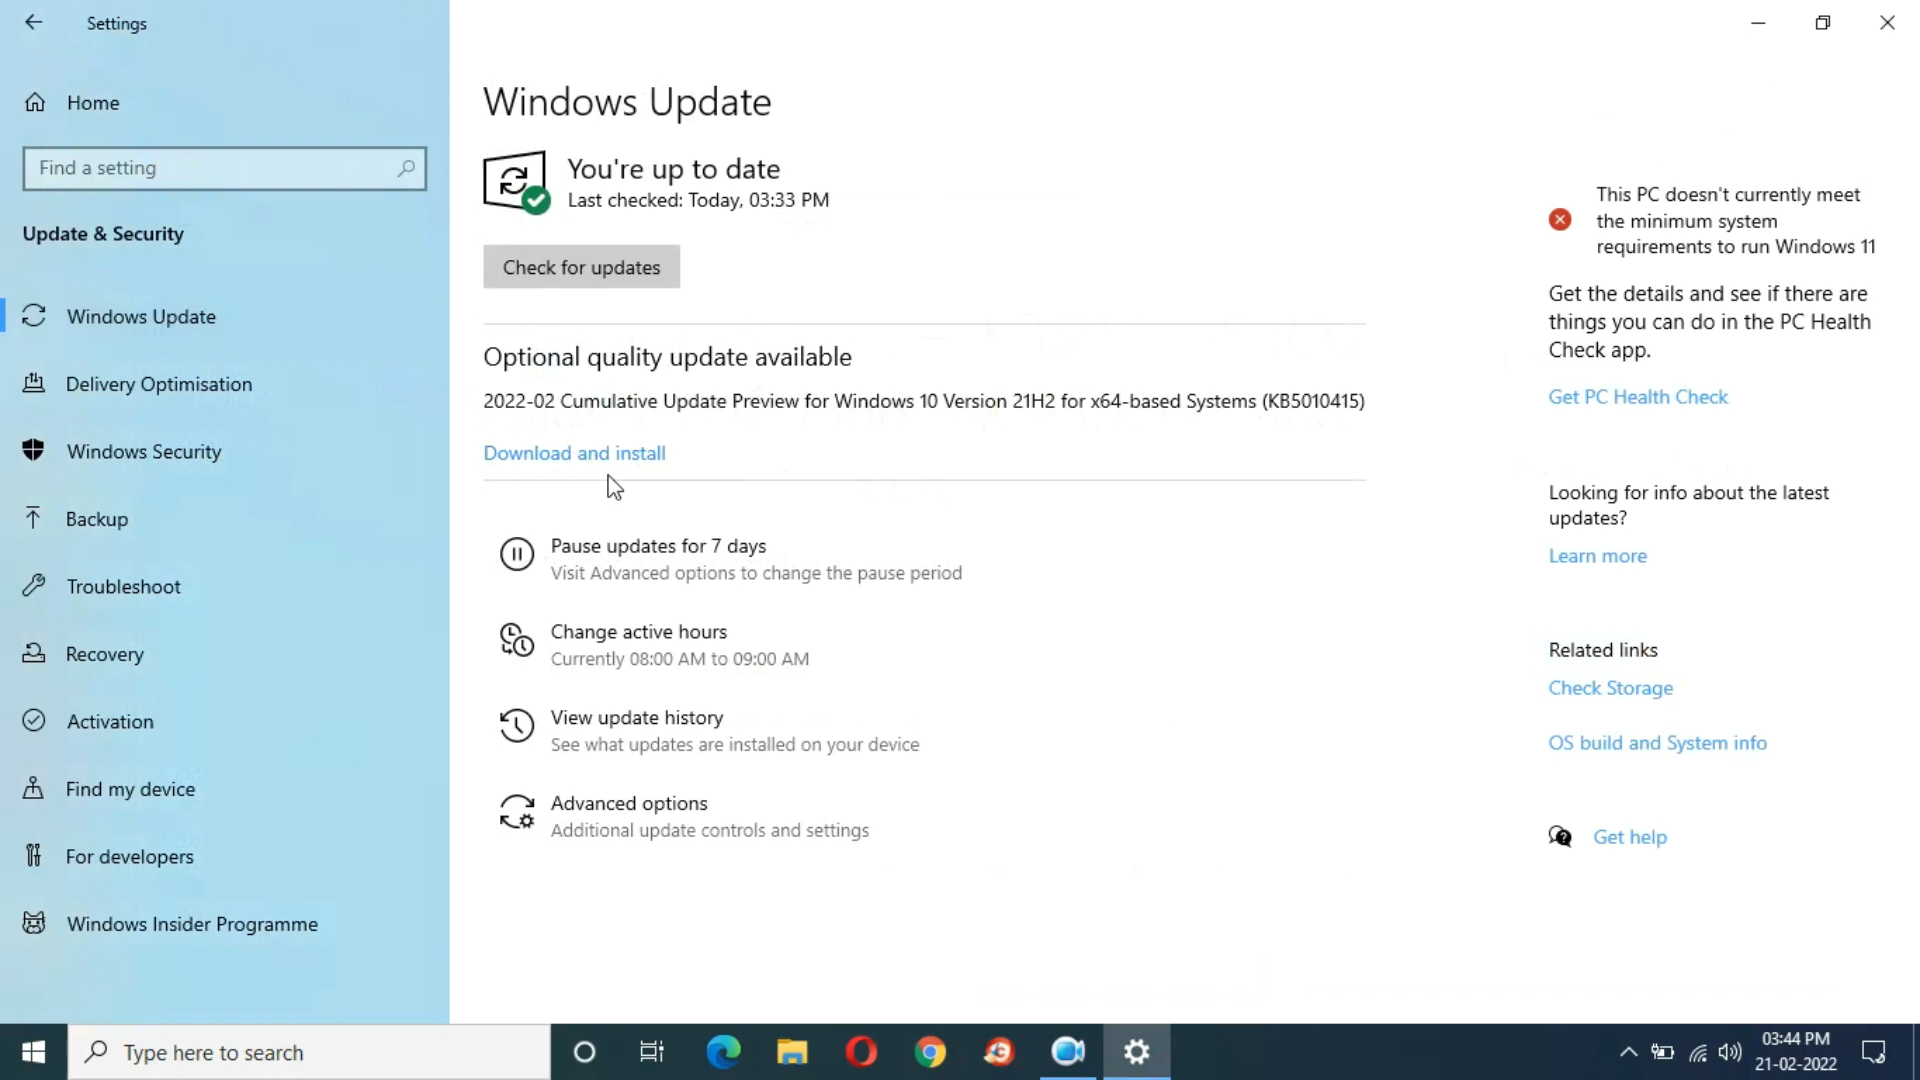 Settings
Home
Find a setting
Update & Security
Windows Update
Delivery Optimisation
Windows Security
Backup
Troubleshoot
Recovery
Activation
Find my device
For developers
Windows Insider Programme
Windows Update
You're up to date
Last checked: Today, 03:33 PM
Check for updates
Optional quality update available
2022-02 Cumulative Update Preview for Windows 10 Version 21H2 for x64-based Systems (KB5010415)
Download and install
Pause updates for 7 days
Visit Advanced options to change the pause period
Change active hours
Currently 08:00 AM to 09:00 AM
View update history
See what updates are installed on your device
Advanced options
Additional update controls and settings
This PC doesn't currently meet
the minimum system
requirements to run Windows 11
Get the details and see if there are
things you can do in the PC Health
Check app.
Get PC Health Check
Looking for info about the latest
updates?
Learn more
Related links
Check Storage
OS build and System info
Get help
Type here to search
03:44 PM
21-02-2022